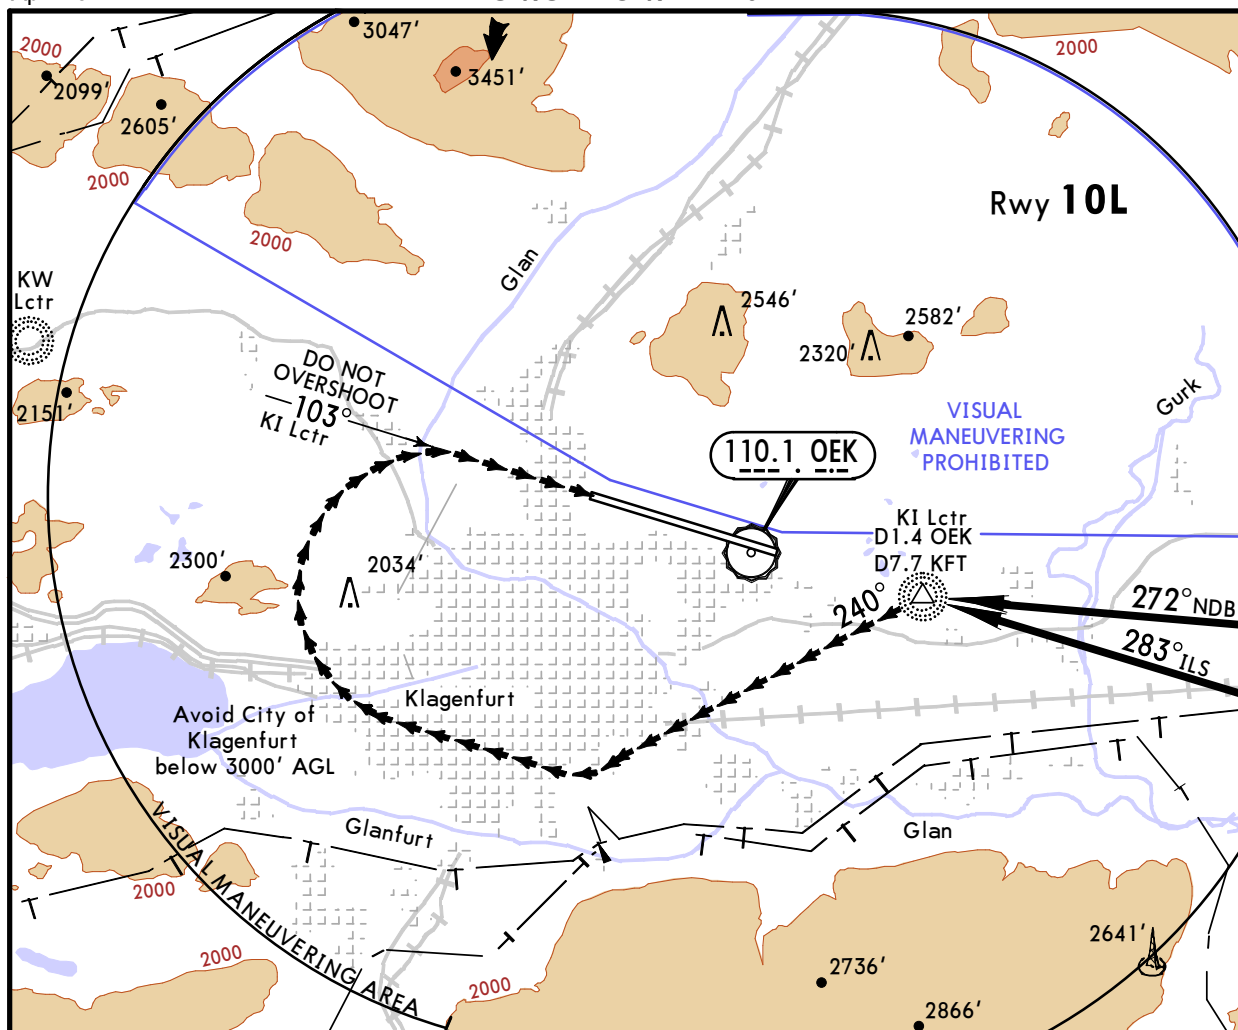 3047'
2000
2000
2099'
3451'
2605'
2000
Rwy 10L
2000
Glan
KW
Lctr
2546'
2582'
2320'
DO NOT
OVERSHOOT
103°
KI Lctr
2151'
Gurk
VISUAL
MANEUVERING
PROHIBITED
110.1 OEK
KI Lctr
D1.4 OEK
D7.7 KFT
2300'
2034'
240°
272° NDB
283° ILS
Klagenfurt
Avoid City of
Klagenfurt
below 3000' AGL
Glanfurt
Glan
VISUAL MANEUVERING AREA
2000
2000
2000
2641'
2736'
2866'